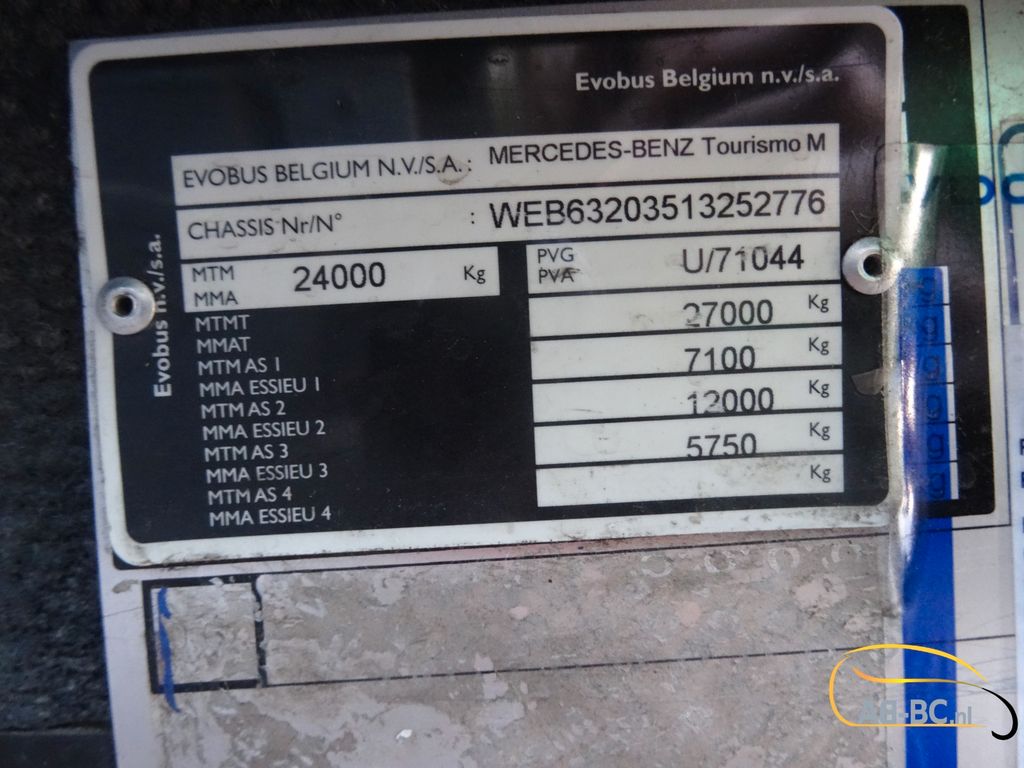 Evobus Belgium n.v./s.a.
EVOBUS BELGIUM N.V./S.A. : MERCEDES-BENZ Tourismo M
CHASSIS Nr/N° : WEB63203513252776
MTM 24000 Kg PVG U/71044
MMA PVA
MTMT 27000 Kg
MMAT
MTM AS 1 7100 Kg
MMA ESSIEU 1
MTM AS 2 12000 Kg
MMA ESSIEU 2
MTM AS 3 5750 Kg
MMA ESSIEU 3
MTM AS 4 Kg
MMA ESSIEU 4
Evobus n.v./s.a.
AB-BC.nl